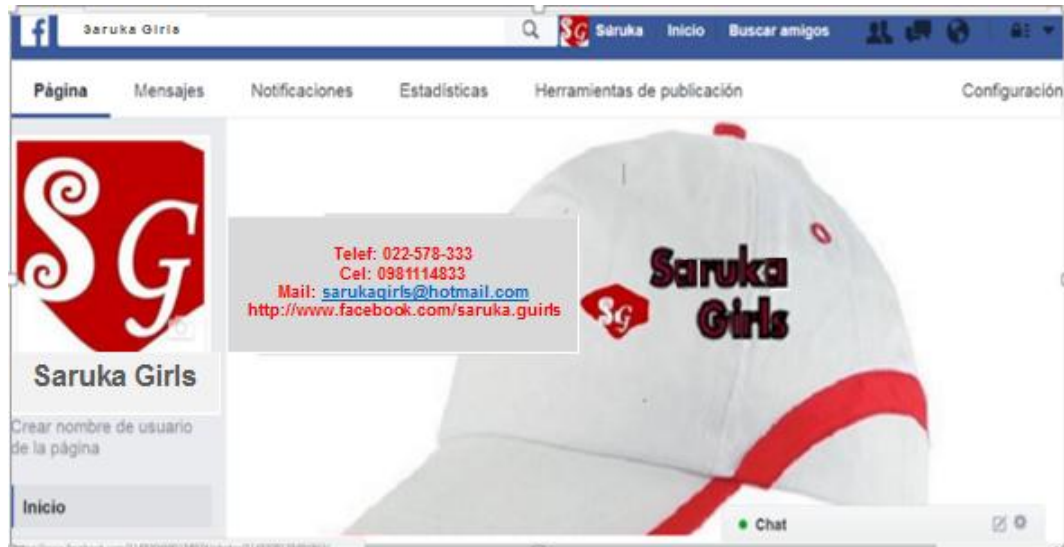 f Saruka Girls SG Saruka Inicio Buscar amigos
Página Mensajes Notificaciones Estadísticas Herramientas de publicación Configuración
SG
Telef: 022-578-333
Cel: 0981114833
Mail: sarukagirls@hotmail.com
http://www.facebook.com/saruka.guirls
Saruka
Girls
SG
Saruka Girls
Crear nombre de usuario
de la página
Inicio
Chat